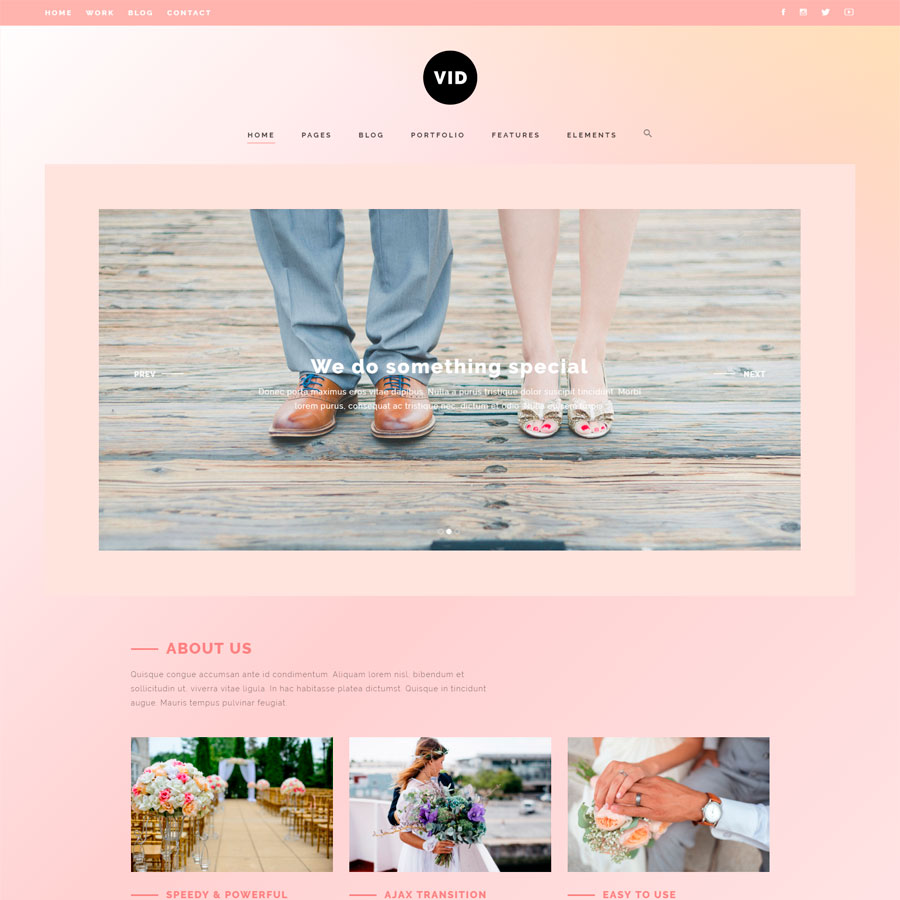 HOME WORK BLOG CONTACT
VID
HOME PAGES BLOG PORTFOLIO FEATURES ELEMENTS
We do something special
PREV
NEXT
Donec porta maximus eros vitae dapibus. Nulla a purus tristique dolor suscipit tincidunt. Morbi
lorem purus, consequat ac tristique nec, dictum et odio. Nulla et sem
ABOUT US
Quisque congue accumsan ante id condimentum. Aliquam lorem nisl, bibendum et
sollicitudin ut, viverra vitae ligula. In hac habitasse platea dictumst. Quisque in tincidunt
augue. Mauris tempus pulvinar feugiat.
SPEEDY & POWERFUL
AJAX TRANSITION
EASY TO USE